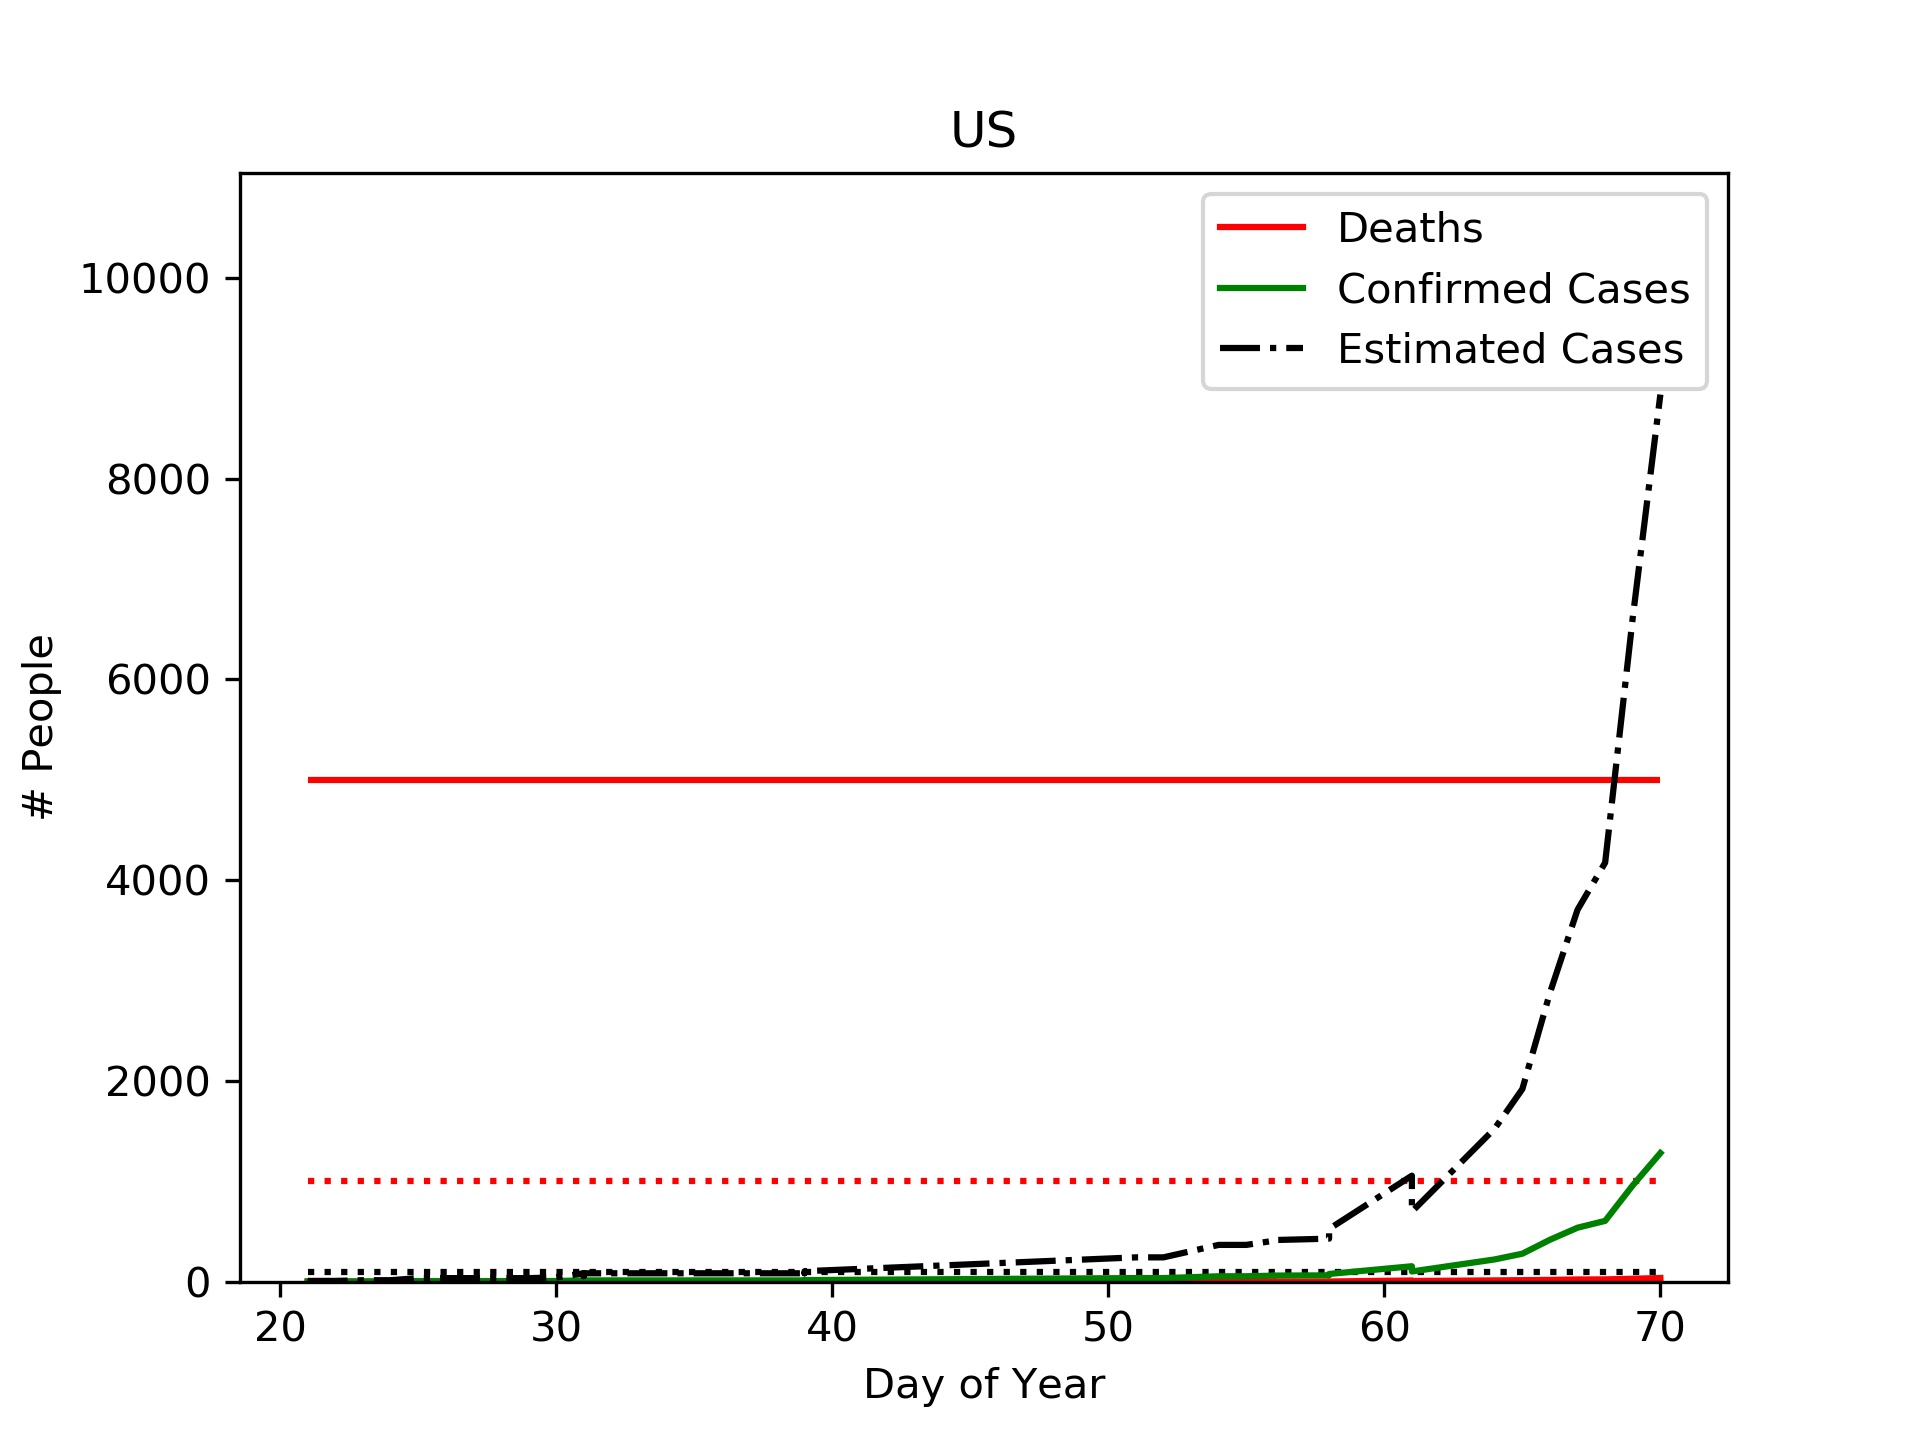 US
Deaths
Confirmed Cases
Estimated Cases
10000
8000
6000
4000
2000
0
# People
20 30 40 50 60 70
Day of Year